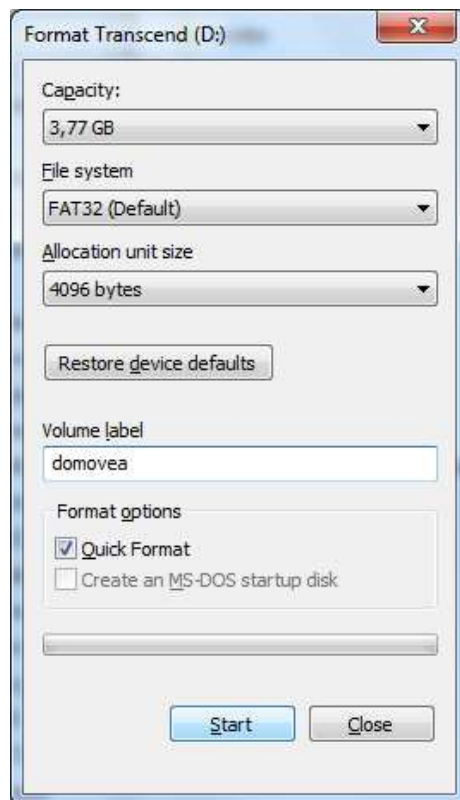 Format Transcend (D:)
Capacity:
3,77 GB
File system
FAT32 (Default)
Allocation unit size
4096 bytes
Restore device defaults
Volume label
domovea
Format options
Quick Format
Create an MS-DOS startup disk
Start Close